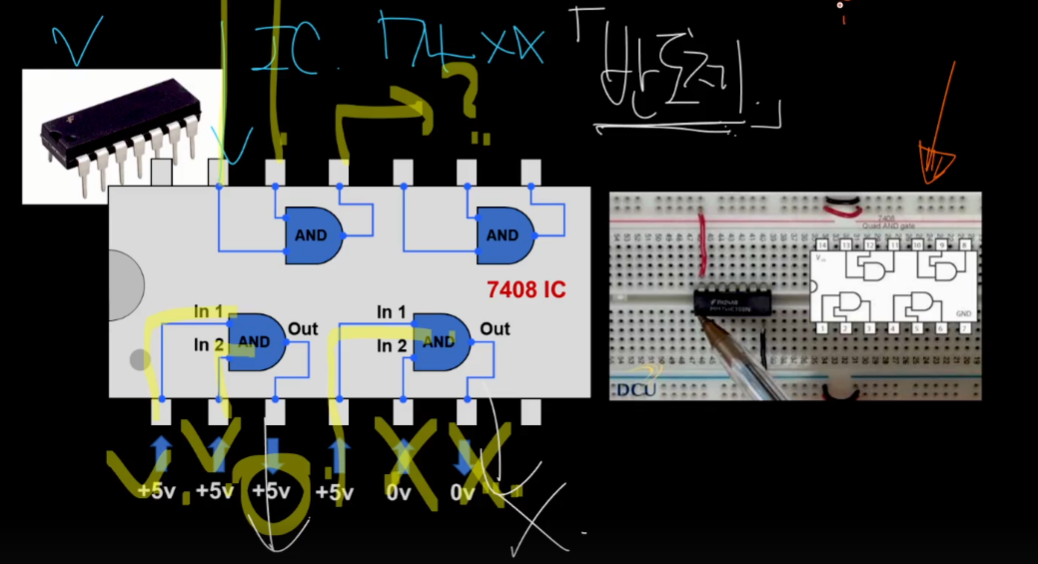 IC. 74XX
「반도체」
?
AND
AND
7408 IC
In 1
In 2
AND
Out
In 1
In 2
AND
Out
+5v
+5v
+5v
+5v
0v
0v
7408
Quad AND gate
14 13 12 11 10 9 8
Vcc
GND
1 2 3 4 5 6 7
DCU